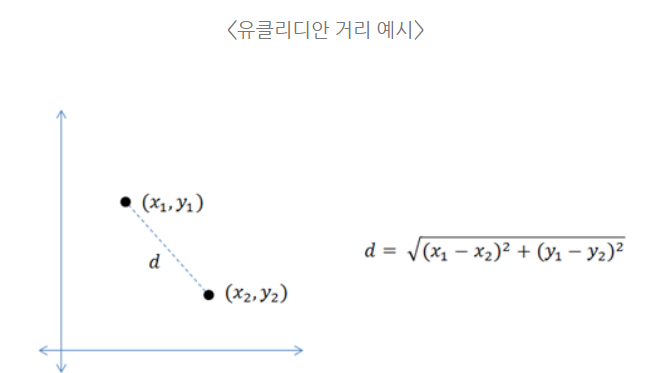 〈유클리디안 거리 예시〉
(x₁, y₁)
d
(x₂, y₂)
d = √(x₁ − x₂)² + (y₁ − y₂)²